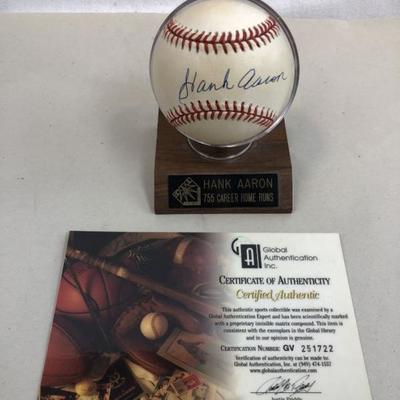 Hank Aaron
HANK AARON
755 CAREER HOME RUNS
GAI
Global
Authentication
Inc.
CERTIFICATE OF AUTHENTICITY
Certified Authentic
This authentic sports collectible was examined by a
Global Authentication Expert and has been scientifically marked
with a proprietary invisible matrix compound. This item is
consistent with the exemplars in the Global library
and in our opinion is genuine.
CERTIFICATION NUMBER: GV 251722
Verification of authenticity can be made to:
Global Authentication, Inc. at (949) 474-1557
www.globalauthentication.com